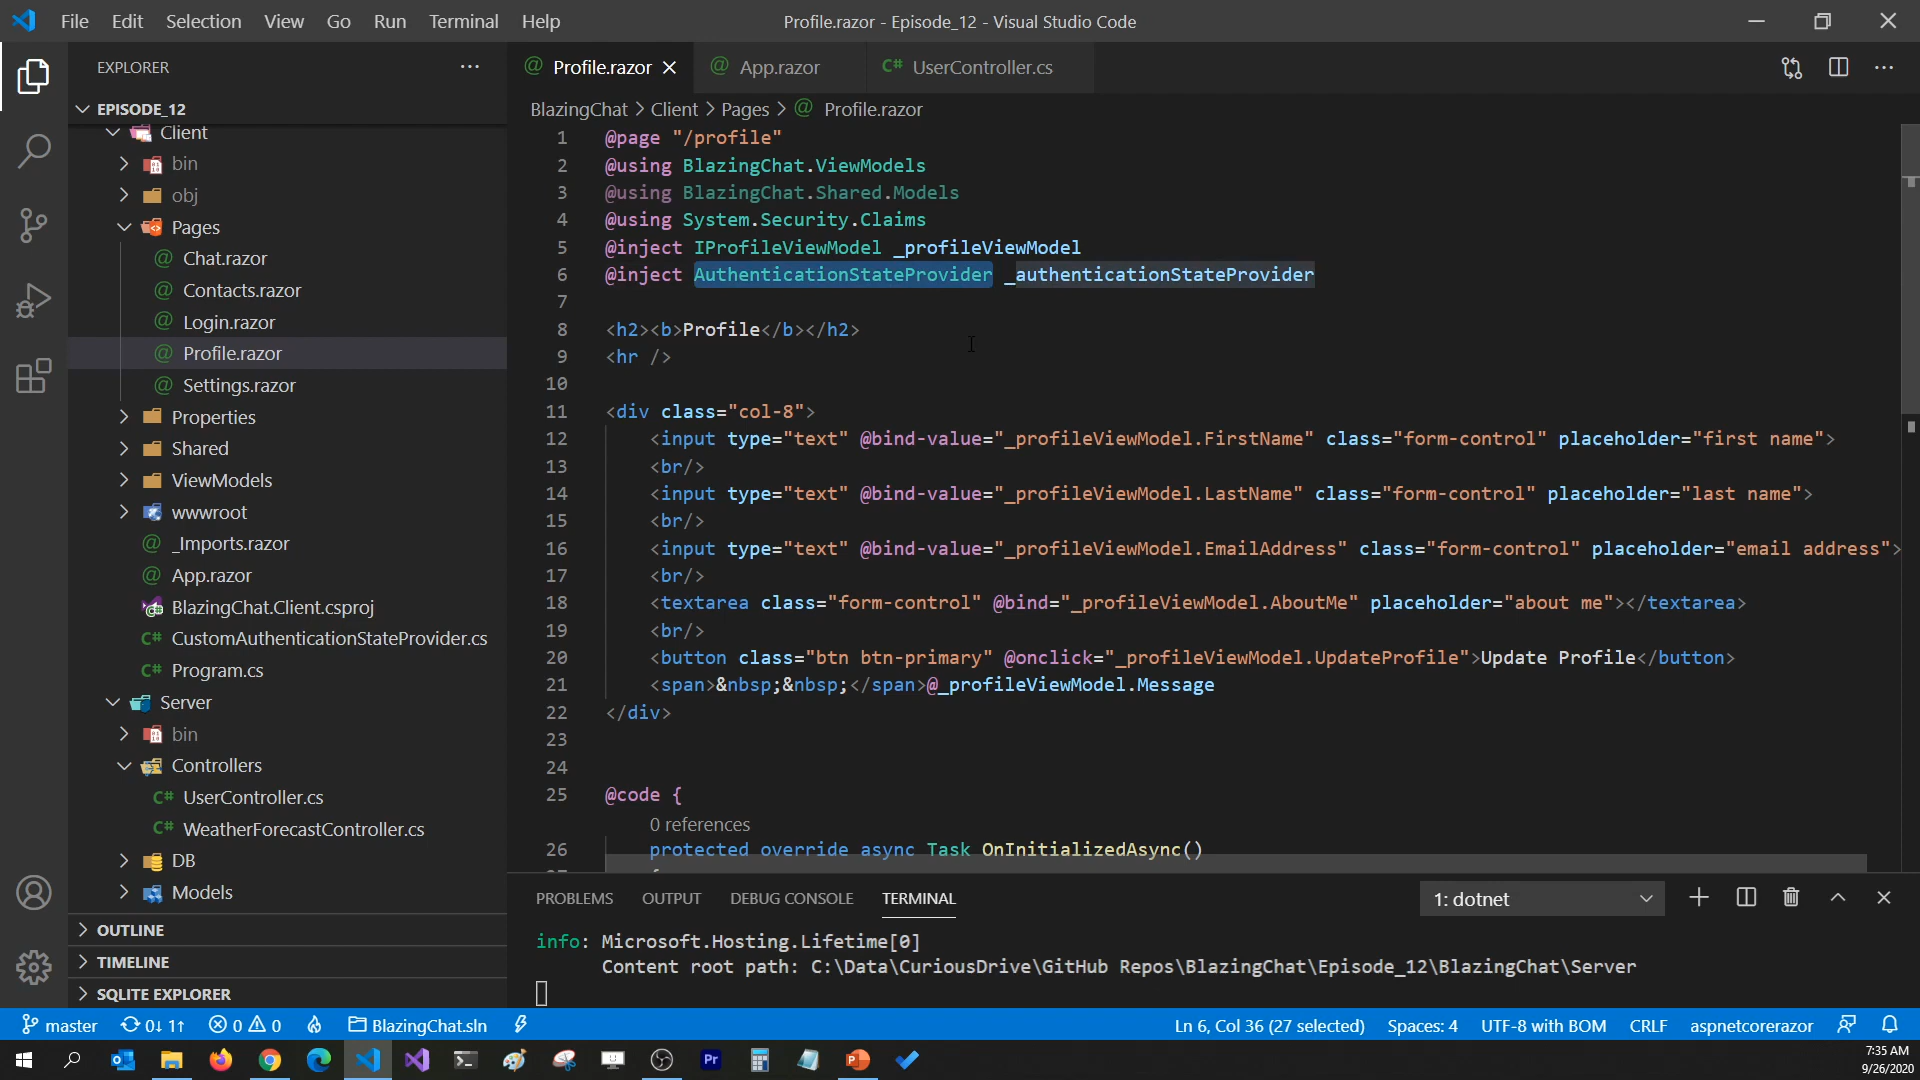 File Edit Selection View Go Run Terminal Help
Profile.razor - Episode_12 - Visual Studio Code
EXPLORER
EPISODE_12
Client
bin
obj
Pages
Chat.razor
Contacts.razor
Login.razor
Profile.razor
Settings.razor
Properties
Shared
ViewModels
wwwroot
_Imports.razor
App.razor
BlazingChat.Client.csproj
CustomAuthenticationStateProvider.cs
Program.cs
Server
bin
Controllers
UserController.cs
WeatherForecastController.cs
DB
Models
OUTLINE
TIMELINE
SQLITE EXPLORER
Profile.razor App.razor UserController.cs
BlazingChat > Client > Pages > Profile.razor
1 @page "/profile"
2 @using BlazingChat.ViewModels
3 @using BlazingChat.Shared.Models
4 @using System.Security.Claims
5 @inject IProfileViewModel _profileViewModel
6 @inject AuthenticationStateProvider _authenticationStateProvider
7
8 <h2><b>Profile</b></h2>
9 <hr />
10
11 <div class="col-8">
12 <input type="text" @bind-value="_profileViewModel.FirstName" class="form-control" placeholder="first name">
13 <br/>
14 <input type="text" @bind-value="_profileViewModel.LastName" class="form-control" placeholder="last name">
15 <br/>
16 <input type="text" @bind-value="_profileViewModel.EmailAddress" class="form-control" placeholder="email address">
17 <br/>
18 <textarea class="form-control" @bind="_profileViewModel.AboutMe" placeholder="about me"></textarea>
19 <br/>
20 <button class="btn btn-primary" @onclick="_profileViewModel.UpdateProfile">Update Profile</button>
21 <span>&nbsp;&nbsp;</span>@_profileViewModel.Message
22 </div>
23
24
25 @code {
0 references
26 protected override async Task OnInitializedAsync()
PROBLEMS OUTPUT DEBUG CONSOLE TERMINAL
1: dotnet
info: Microsoft.Hosting.Lifetime[0]
Content root path: C:\Data\CuriousDrive\GitHub Repos\BlazingChat\Episode_12\BlazingChat\Server
master 0↓ 1↑ 0 0 BlazingChat.sln
Ln 6, Col 36 (27 selected) Spaces: 4 UTF-8 with BOM CRLF aspnetcorerazor
7:35 AM
9/26/2020